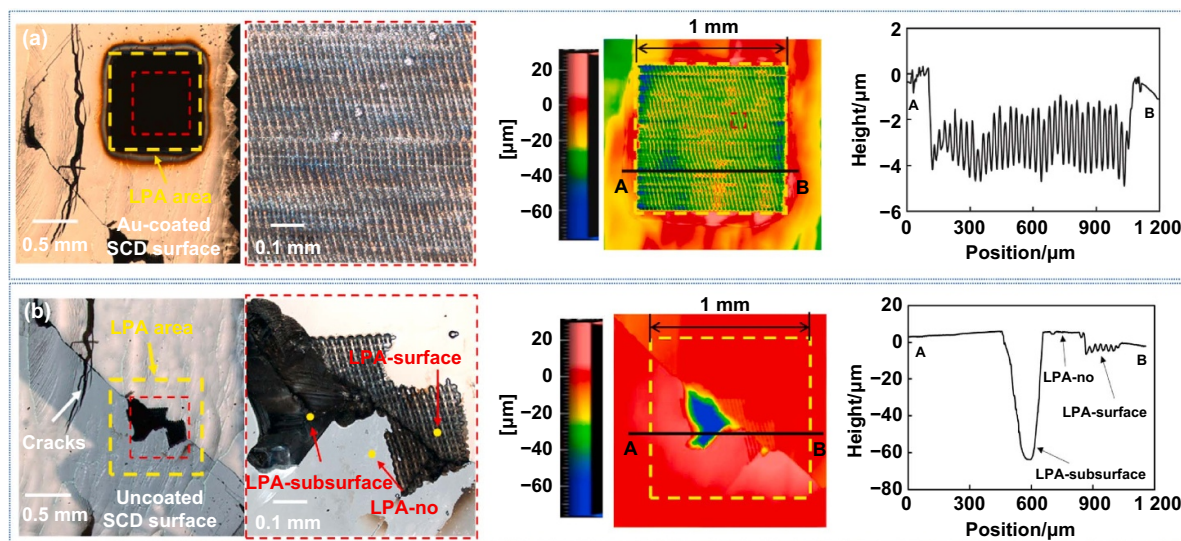 (a)
LPA area
0.5 mm
Au-coated
SCD surface
0.1 mm
[µm]
20
0
−20
−40
−60
1 mm
A
B
Height/µm
2
0
−2
−4
−6
A
B
0
300
600
900
1 200
Position/µm
(b)
LPA area
Cracks
0.5 mm
Uncoated
SCD surface
LPA-surface
LPA-subsurface
LPA-no
0.1 mm
[µm]
20
0
−20
−40
−60
1 mm
A
B
Height/µm
20
0
−20
−40
−60
−80
A
B
LPA-no
LPA-surface
LPA-subsurface
0
300
600
900
1 200
Position/µm